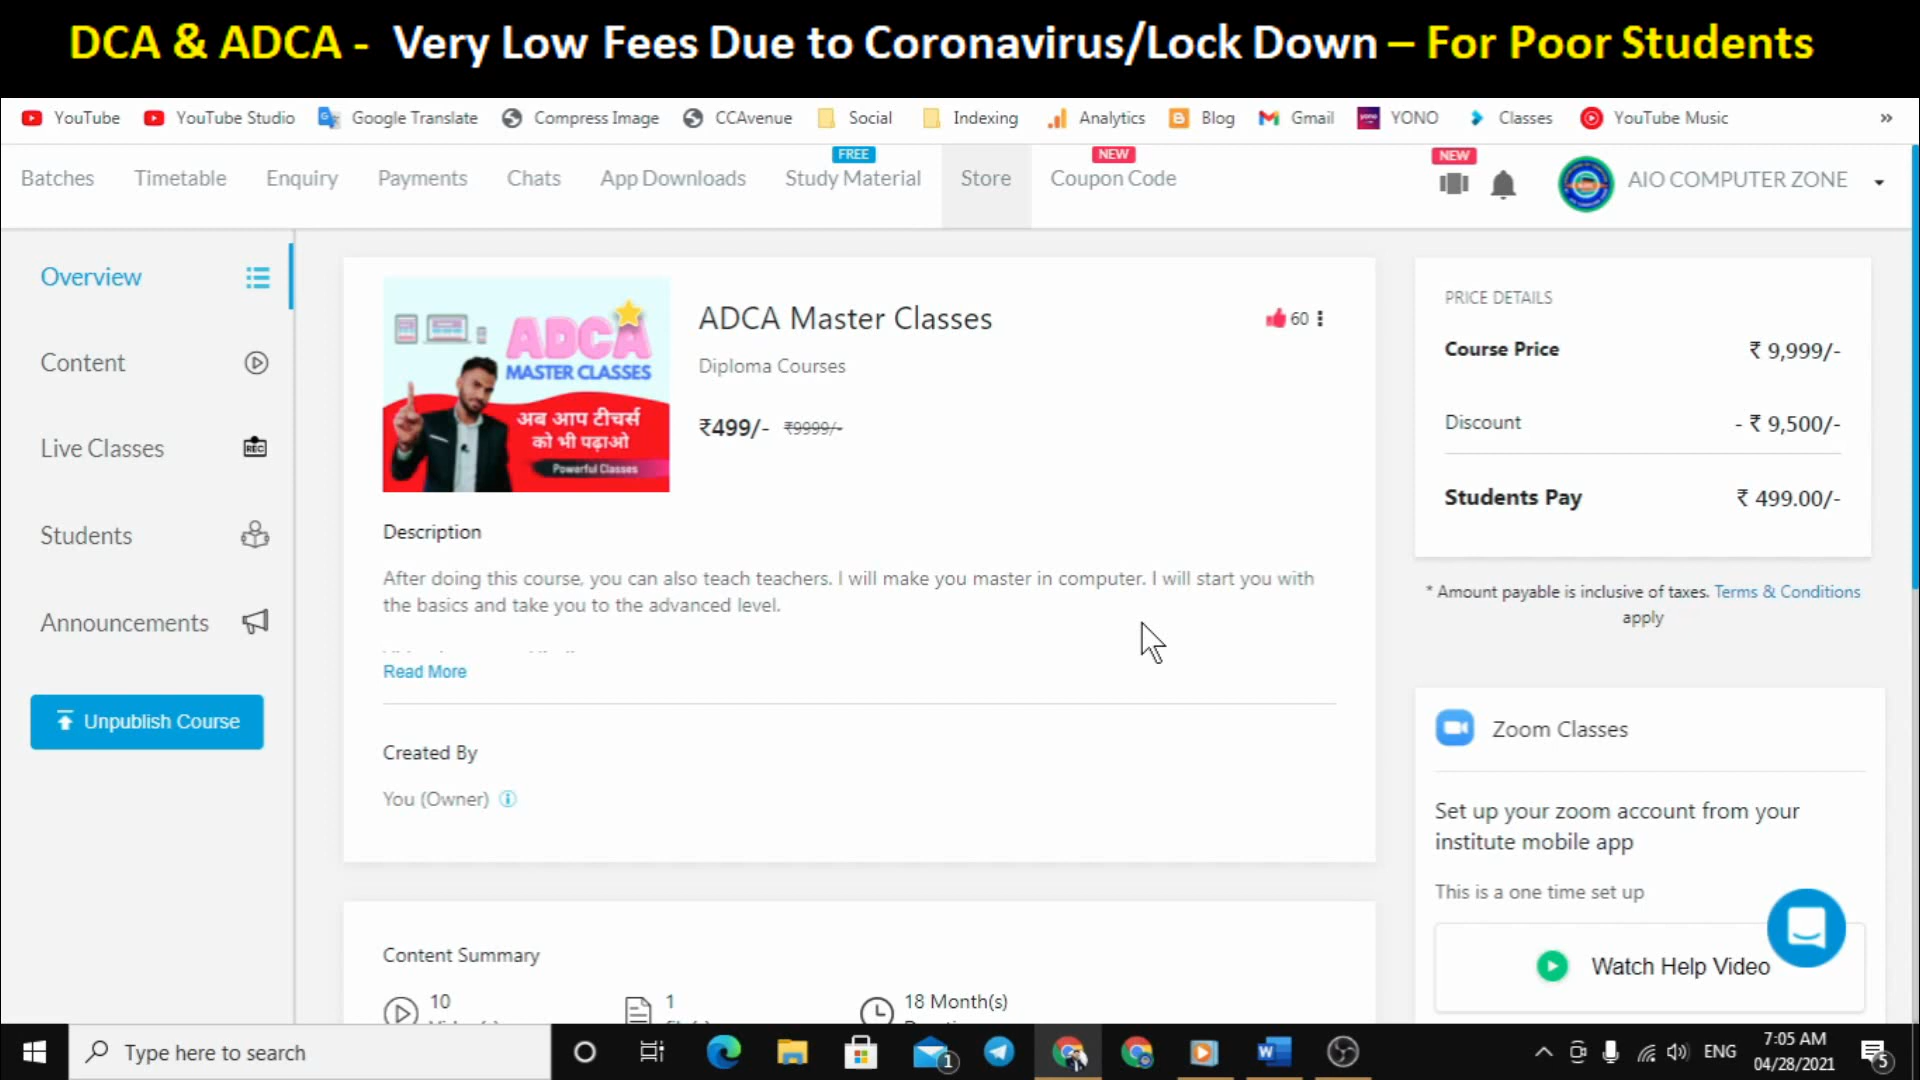 DCA & ADCA - Very Low Fees Due to Coronavirus/Lock Down – For Poor Students
YouTube YouTube Studio Google Translate Compress Image CCAvenue Social Indexing Analytics Blog Gmail YONO Classes YouTube Music »
FREE NEW NEW
Batches Timetable Enquiry Payments Chats App Downloads Study Material Store Coupon Code AIO COMPUTER ZONE
Overview
Content
Live Classes
REC
Students
Announcements
Unpublish Course
ADCA
MASTER CLASSES
अब आप टीचर्स
को भी पढ़ाओ
Powerful Classes
ADCA Master Classes
60
Diploma Courses
₹499/- ₹9999/-
Description
After doing this course, you can also teach teachers. I will make you master in computer. I will start you with
the basics and take you to the advanced level.
Read More
Created By
You (Owner)
Content Summary
10
1
18 Month(s)
PRICE DETAILS
Course Price ₹ 9,999/-
Discount - ₹ 9,500/-
Students Pay ₹ 499.00/-
* Amount payable is inclusive of taxes. Terms & Conditions
apply
Zoom Classes
Set up your zoom account from your
institute mobile app
This is a one time set up
Watch Help Video
Type here to search
1
ENG
7:05 AM
04/28/2021
5